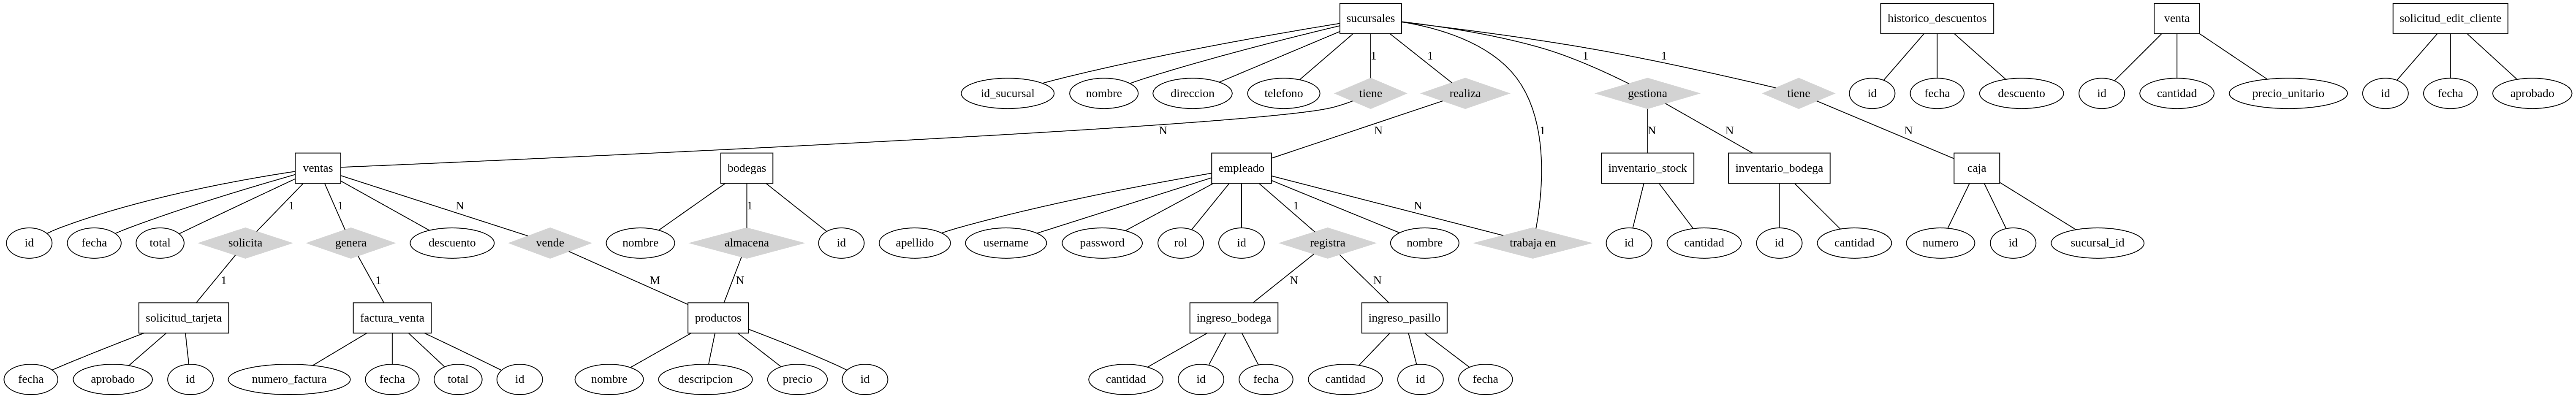 sucursales
historico_descuentos
venta
solicitud_edit_cliente
1
1
1
1
id_sucursal
nombre
direccion
telefono
tiene
realiza
gestiona
tiene
id
fecha
descuento
id
cantidad
precio_unitario
id
fecha
aprobado
N
N
1
N
N
N
ventas
bodegas
empleado
inventario_stock
inventario_bodega
caja
1
1
N
1
1
N
id
fecha
total
solicita
genera
descuento
vende
nombre
almacena
id
apellido
username
password
rol
id
registra
nombre
trabaja en
id
cantidad
id
cantidad
numero
id
sucursal_id
1
1
M
N
N
N
solicitud_tarjeta
factura_venta
productos
ingreso_bodega
ingreso_pasillo
fecha
aprobado
id
numero_factura
fecha
total
id
nombre
descripcion
precio
id
cantidad
id
fecha
cantidad
id
fecha